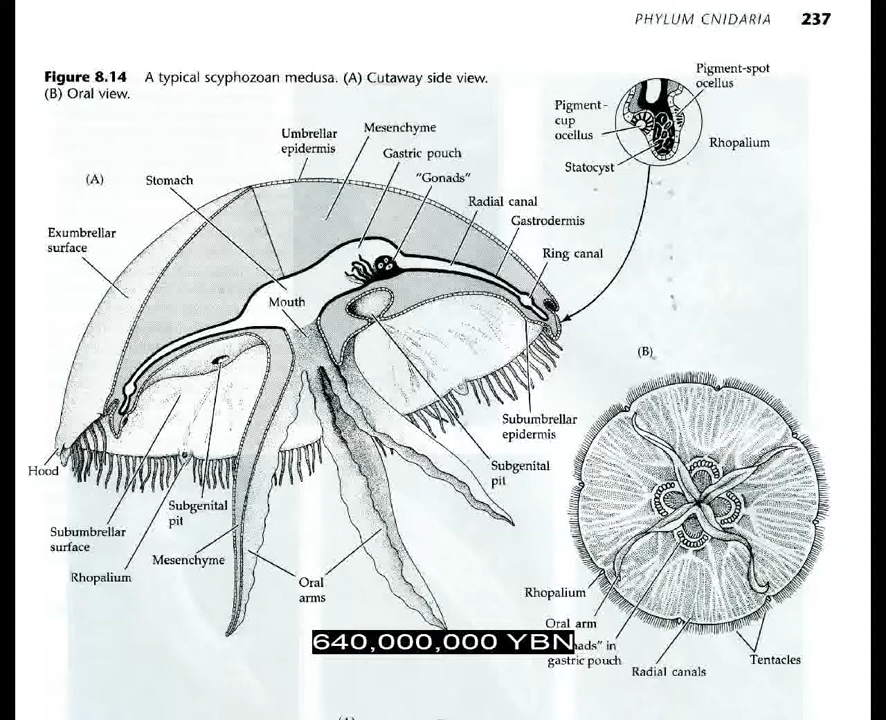 PHYLUM CNIDARIA 237
Figure 8.14 A typical scyphozoan medusa. (A) Cutaway side view.
(B) Oral view.
Pigment-spot
ocellus
Pigment-
cup
ocellus
Rhopalium
Statocyst
(A)
Umbrellar
epidermis
Mesenchyme
Gastric pouch
"Gonads"
Stomach
Radial canal
Gastrodermis
Ring canal
Exumbrellar
surface
Mouth
Subumbrellar
epidermis
Subgenital
pit
Hood
Subgenital
pit
Subumbrellar
surface
Mesenchyme
Rhopalium
Oral
arms
(B)
Rhopalium
Oral arm
nads" in
gastric pouch
Radial canals
Tentacles
640,000,000 YBN